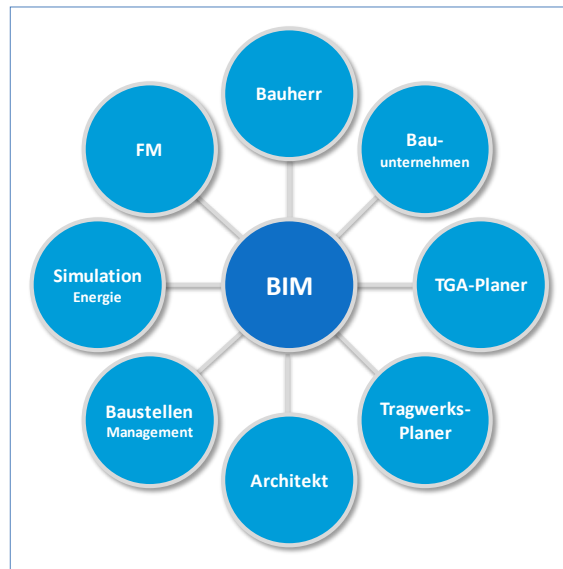 Bauherr
Bau-
unternehmen
FM
Simulation
Energie
BIM
TGA-Planer
Baustellen
Management
Tragwerks-
Planer
Architekt